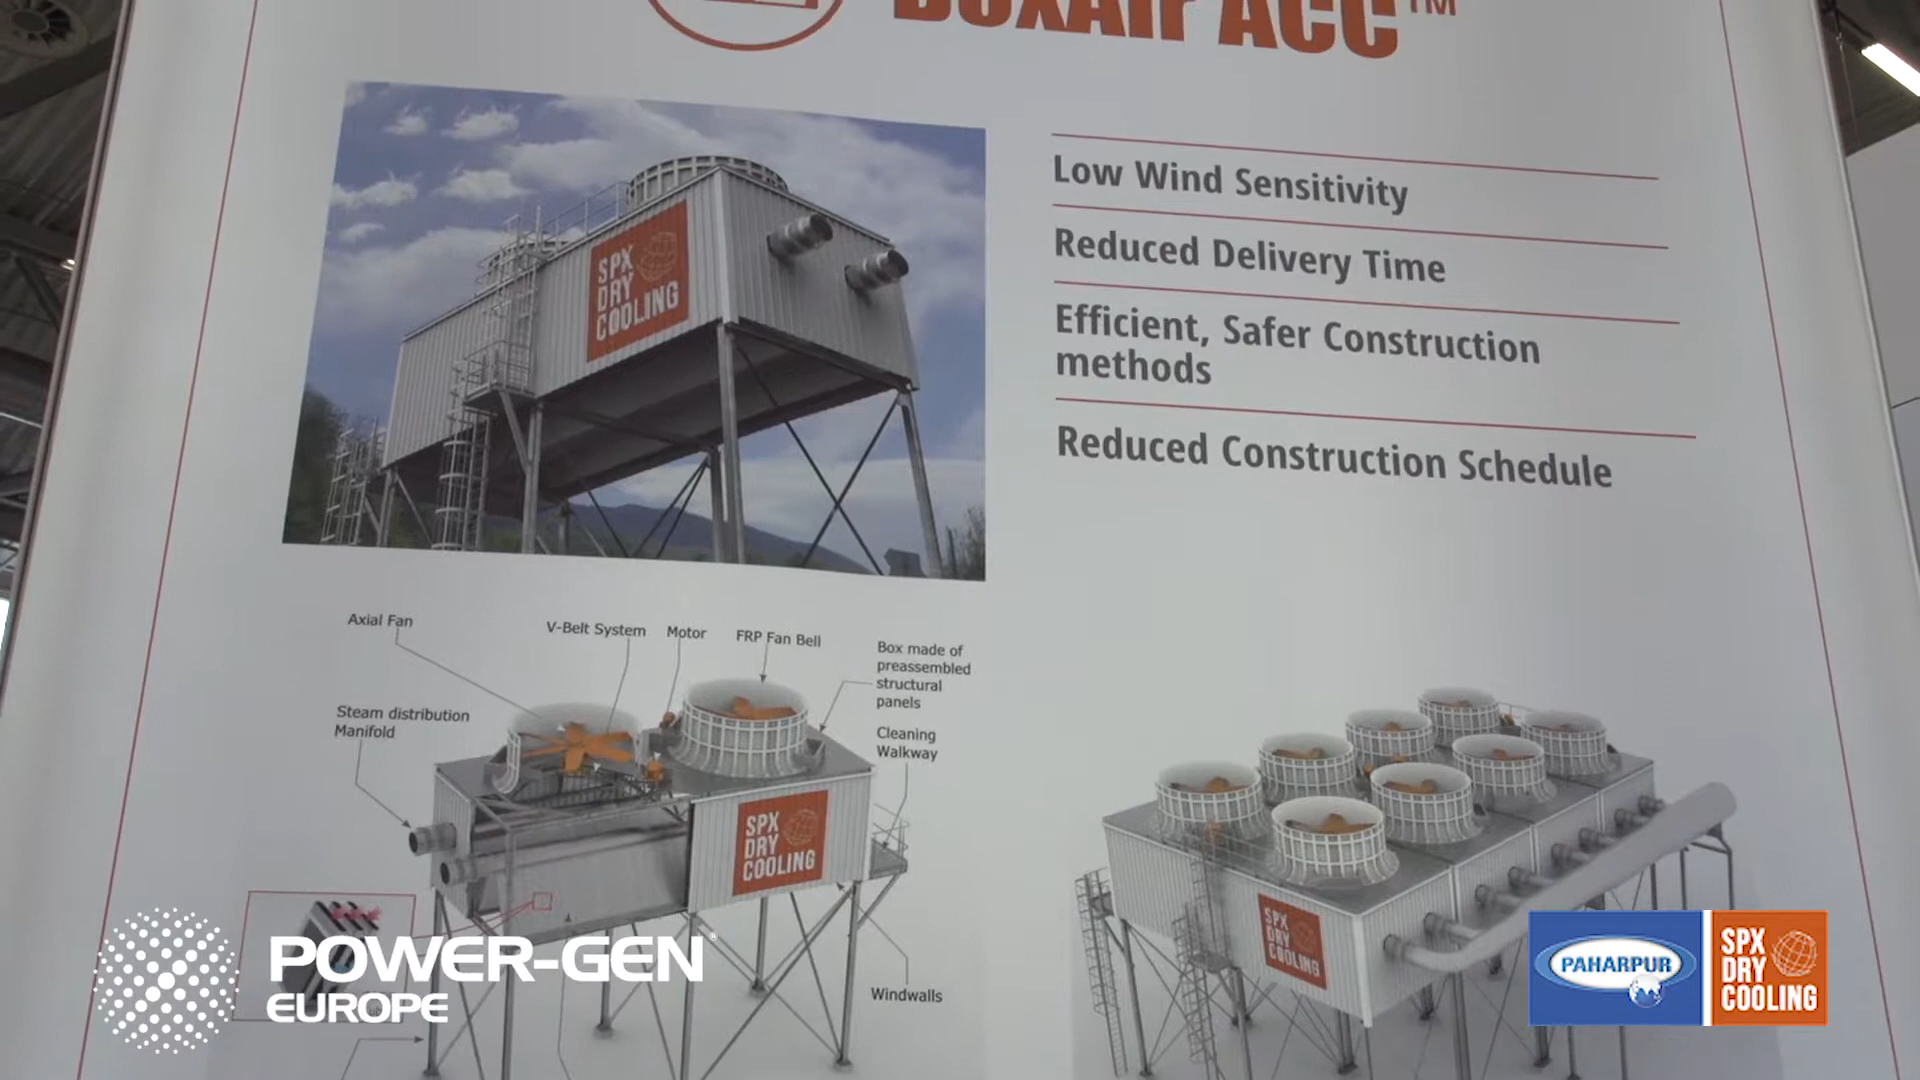 BoxAir ACC™
SPX
DRY
COOLING
Low Wind Sensitivity
Reduced Delivery Time
Efficient, Safer Construction
methods
Reduced Construction Schedule
Axial Fan
V-Belt System
Motor
FRP Fan Bell
Box made of
preassembled
structural
panels
Steam distribution
Manifold
Cleaning
Walkway
SPX
DRY
COOLING
Windwalls
SPX
DRY
COOLING
POWER-GEN®
EUROPE
PAHARPUR
SPX
DRY
COOLING